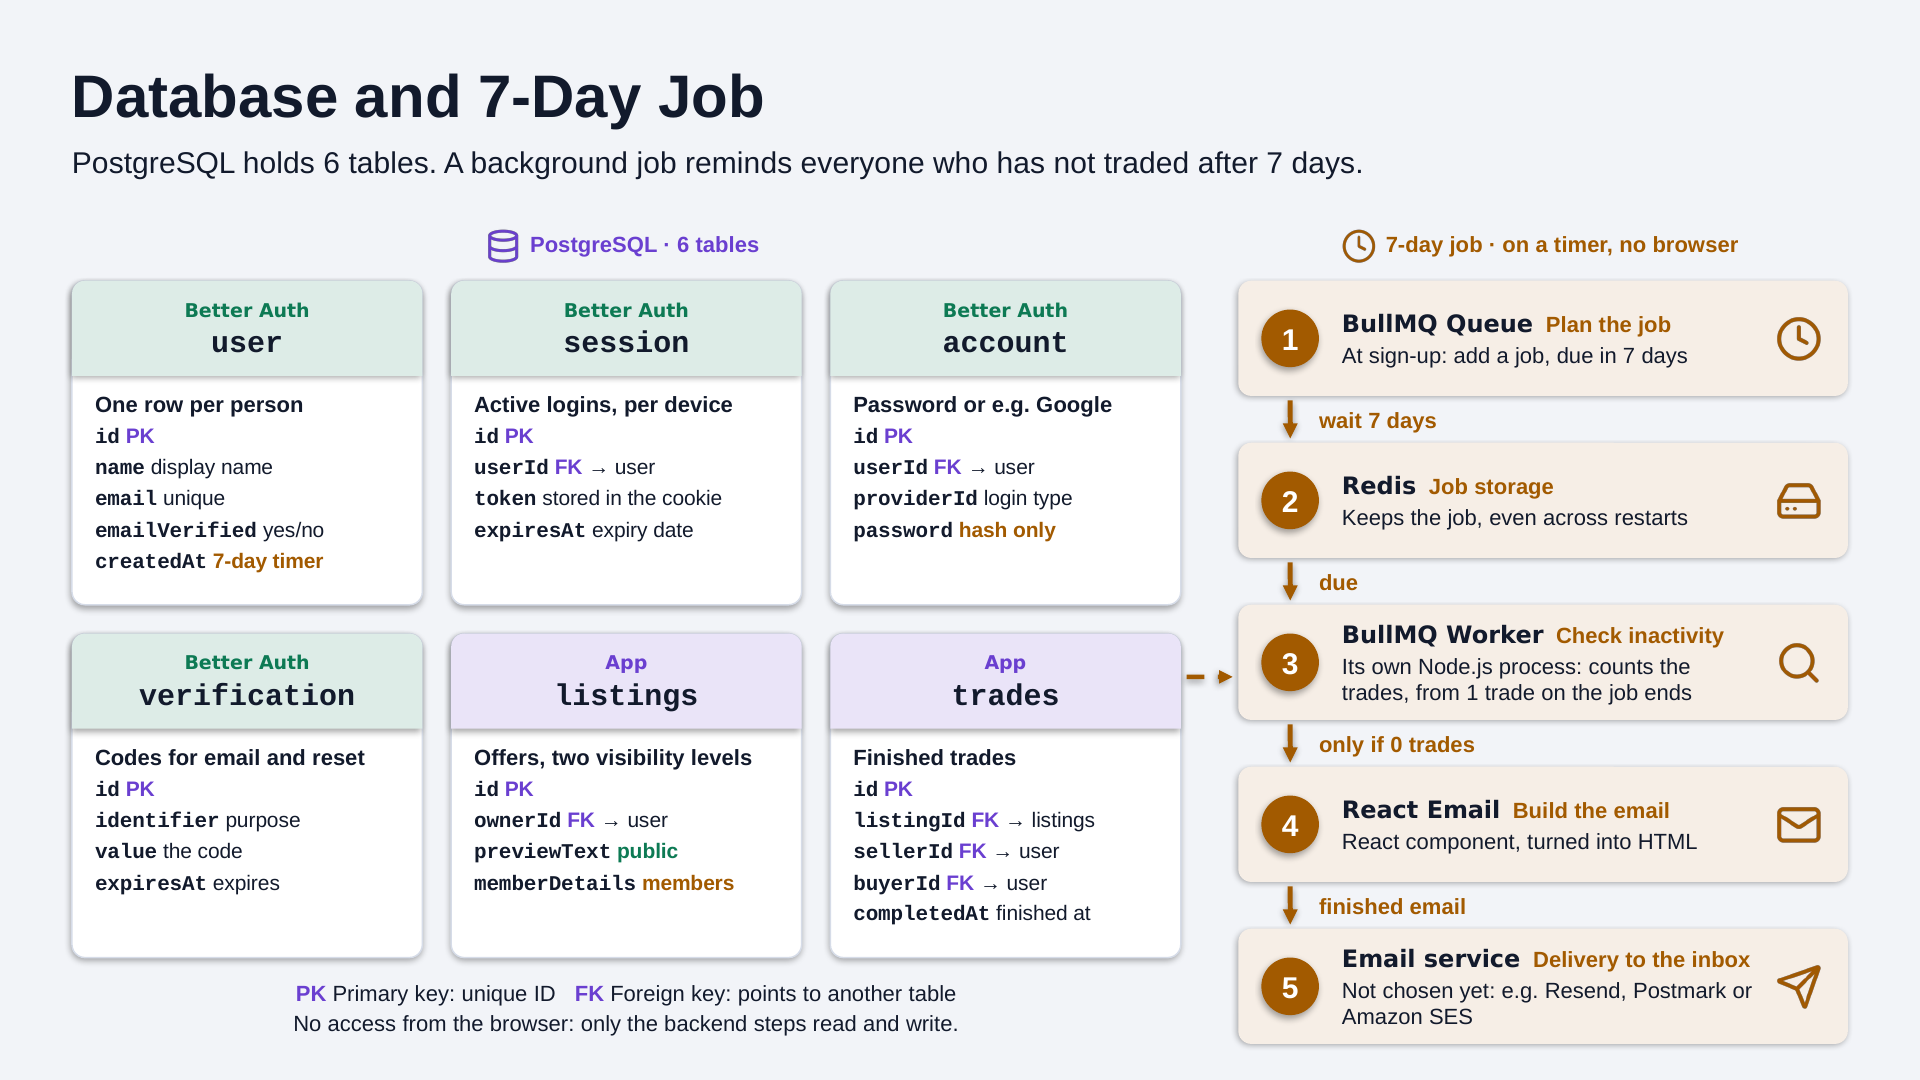 Database and 7-Day Job
PostgreSQL holds 6 tables. A background job reminds everyone who has not traded after 7 days.
PostgreSQL · 6 tables
Better Auth
user
One row per person
id PK
name display name
email unique
emailVerified yes/no
createdAt 7-day timer
Better Auth
session
Active logins, per device
id PK
userId FK → user
token stored in the cookie
expiresAt expiry date
Better Auth
account
Password or e.g. Google
id PK
userId FK → user
providerId login type
password hash only
Better Auth
verification
Codes for email and reset
id PK
identifier purpose
value the code
expiresAt expires
App
listings
Offers, two visibility levels
id PK
ownerId FK → user
previewText public
memberDetails members
App
trades
Finished trades
id PK
listingId FK → listings
sellerId FK → user
buyerId FK → user
completedAt finished at
PK Primary key: unique ID FK Foreign key: points to another table
No access from the browser: only the backend steps read and write.
7-day job · on a timer, no browser
1
BullMQ Queue Plan the job
At sign-up: add a job, due in 7 days
wait 7 days
2
Redis Job storage
Keeps the job, even across restarts
due
3
BullMQ Worker Check inactivity
Its own Node.js process: counts the
trades, from 1 trade on the job ends
only if 0 trades
4
React Email Build the email
React component, turned into HTML
finished email
5
Email service Delivery to the inbox
Not chosen yet: e.g. Resend, Postmark or
Amazon SES